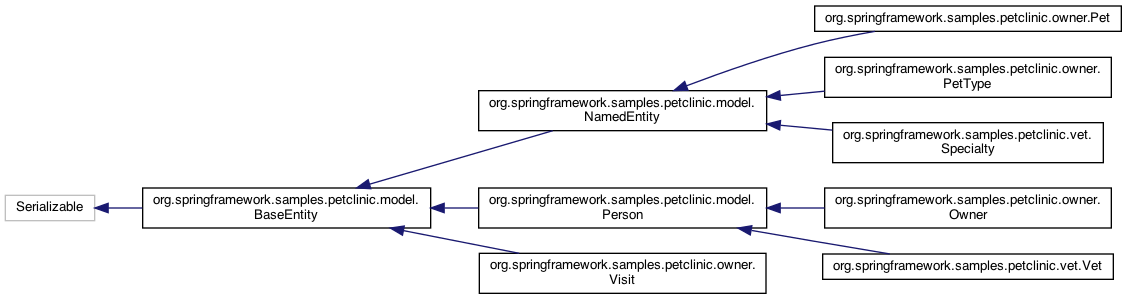 org.springframework.samples.petclinic.owner.Pet
org.springframework.samples.petclinic.owner.
PetType
org.springframework.samples.petclinic.model.
NamedEntity
org.springframework.samples.petclinic.vet.
Specialty
Serializable
org.springframework.samples.petclinic.model.
BaseEntity
org.springframework.samples.petclinic.model.
Person
org.springframework.samples.petclinic.owner.
Owner
org.springframework.samples.petclinic.owner.
Visit
org.springframework.samples.petclinic.vet.Vet